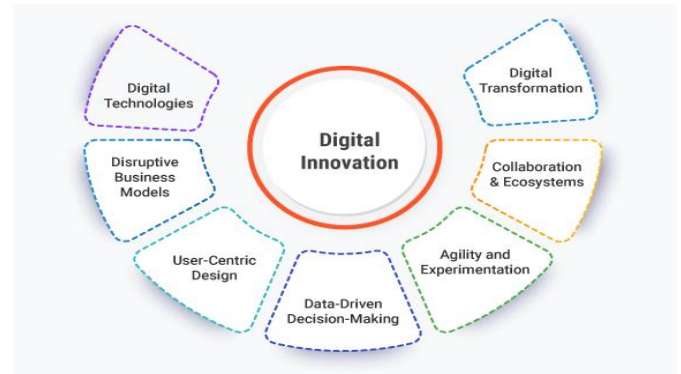 Digital
Technologies
Disruptive
Business
Models
User-Centric
Design
Data-Driven
Decision-Making
Agility and
Experimentation
Collaboration
& Ecosystems
Digital
Transformation
Digital
Innovation